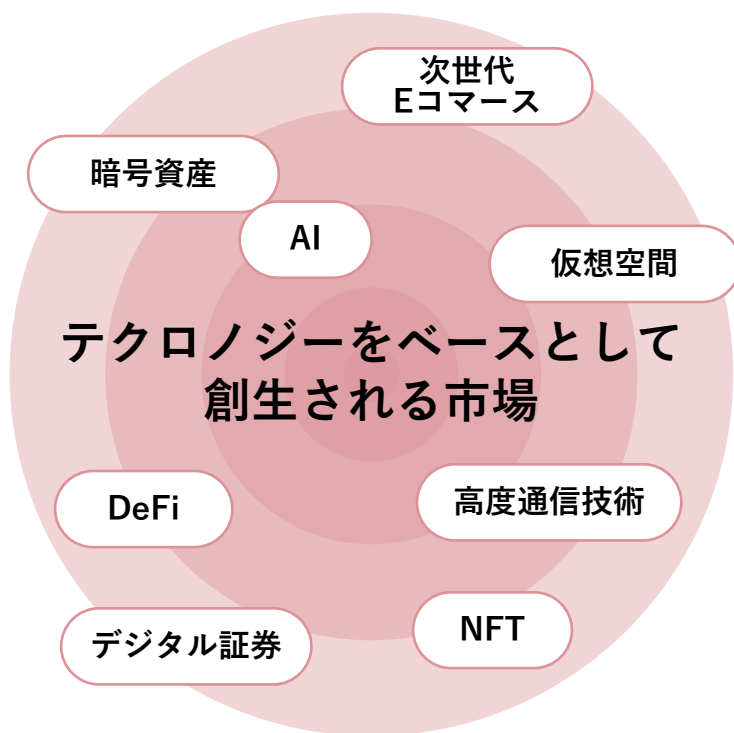 次世代
Eコマース
暗号資産
AI
仮想空間
テクロノジーをベースとして
創生される市場
DeFi
高度通信技術
NFT
デジタル証券